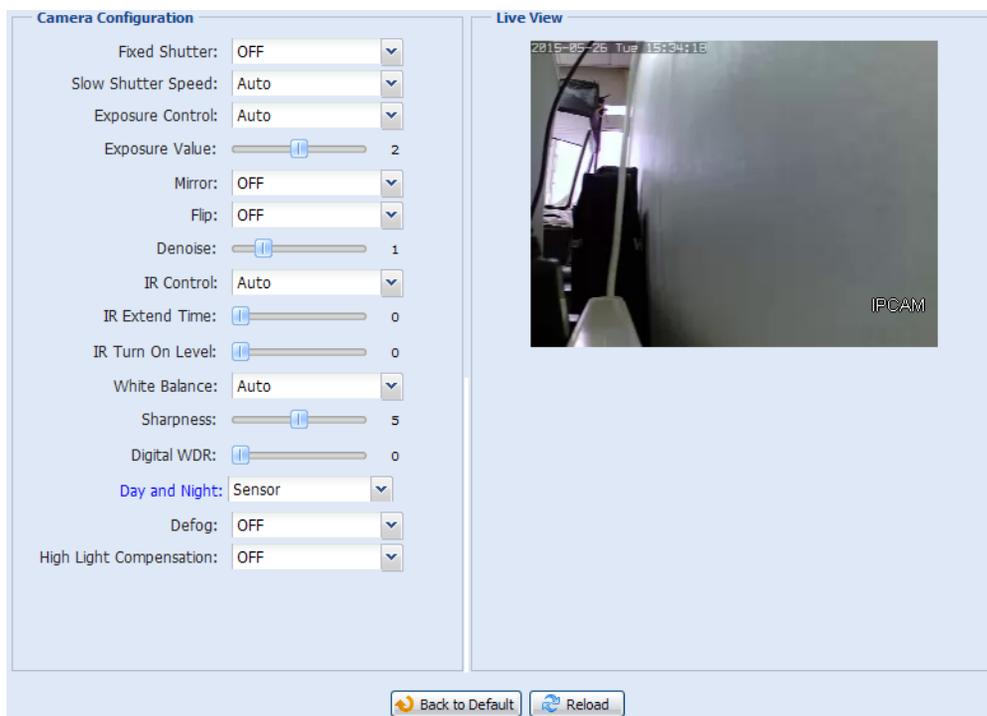 Camera Configuration
Fixed Shutter: OFF
Slow Shutter Speed: Auto
Exposure Control: Auto
Exposure Value: 2
Mirror: OFF
Flip: OFF
Denoise: 1
IR Control: Auto
IR Extend Time: 0
IR Turn On Level: 0
White Balance: Auto
Sharpness: 5
Digital WDR: 0
Day and Night: Sensor
Defog: OFF
High Light Compensation: OFF
Live View
2015-05-26 Tue 15:34:18
IPCAM
Back to Default
Reload